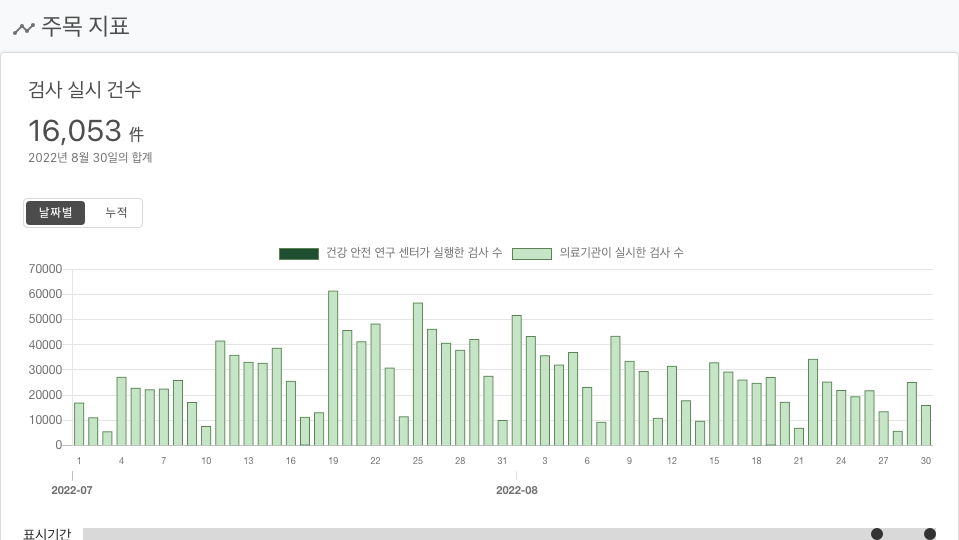 주목 지표
검사 실시 건수
16,053 件
2022년 8월 30일의 합계
날짜별 누적
건강 안전 연구 센터가 실행한 검사 수 의료기관이 실시한 검사 수
70000
60000
50000
40000
30000
20000
10000
0
1 4 7 10 13 16 19 22 25 28 31 3 6 9 12 15 18 21 24 27 30
2022-07 2022-08
표시기간